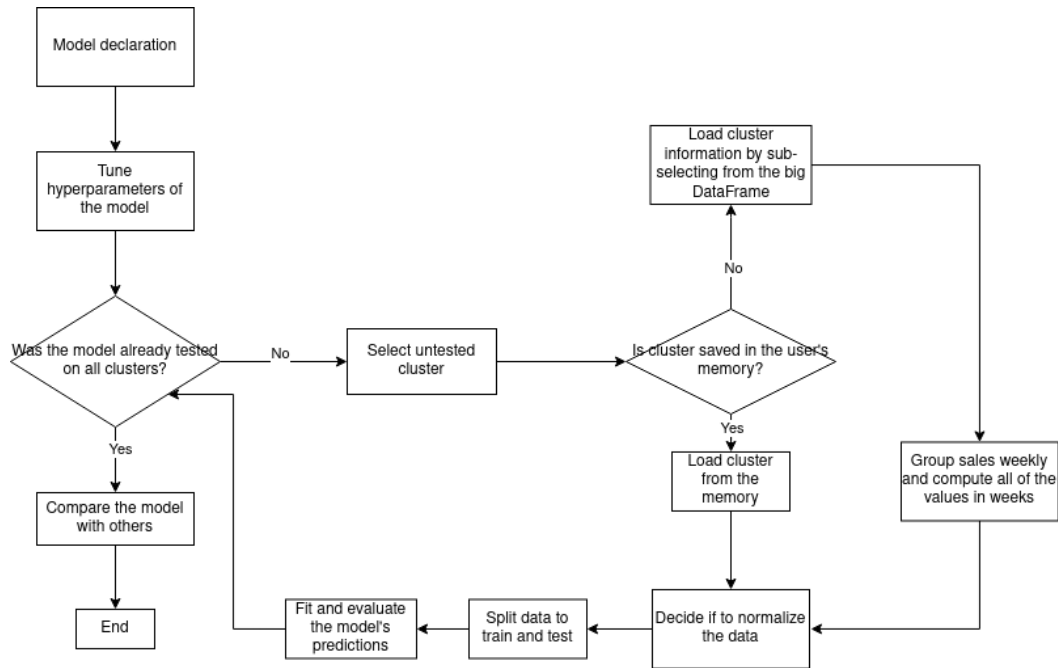 Model declaration
Tune
hyperparameters of
the model
Was the model already tested
on all clusters?
No
Select untested
cluster
Is cluster saved in the user's
memory?
No
Load cluster
information by sub-
selecting from the big
DataFrame
Group sales weekly
and compute all of the
values in weeks
Yes
Load cluster
from the
memory
Decide if to normalize
the data
Split data to
train and test
Fit and evaluate
the model's
predictions
Yes
Compare the model
with others
End